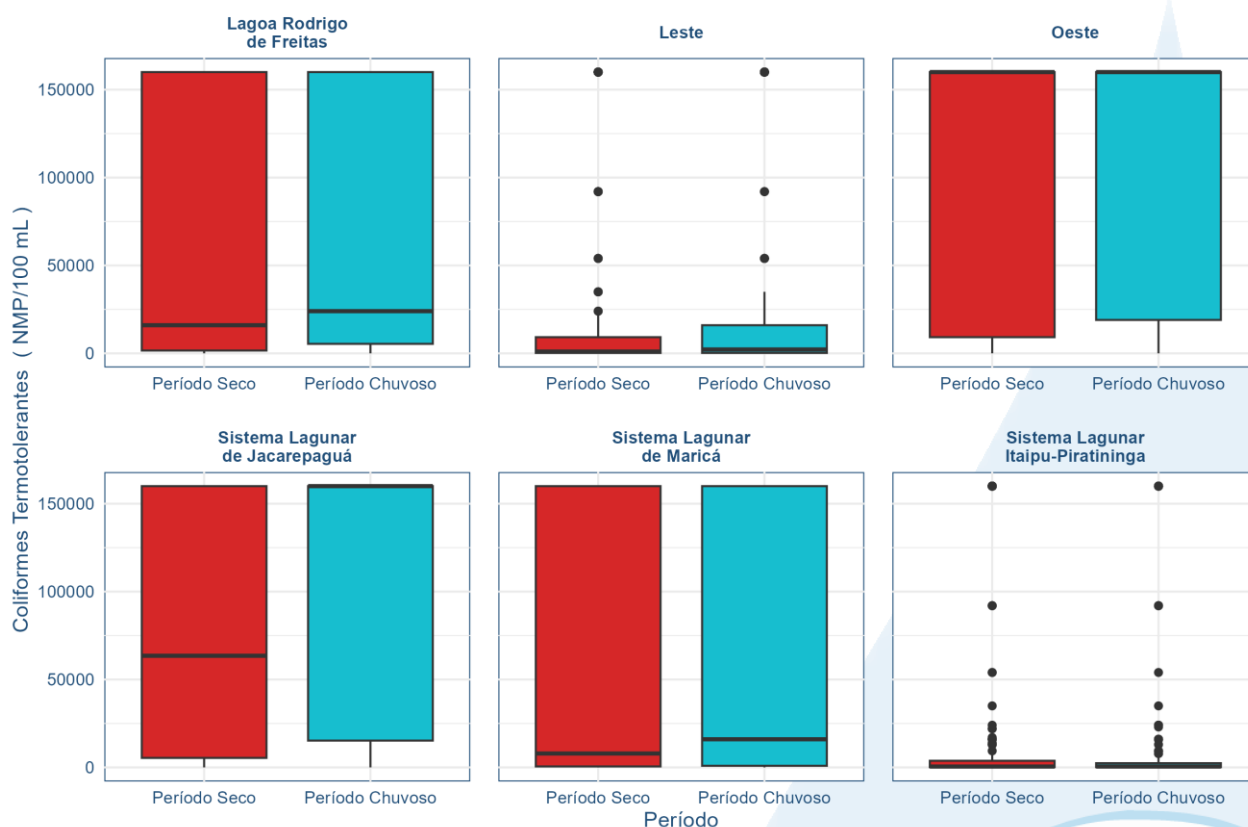 Lagoa Rodrigo
de Freitas
Leste
Oeste
150000
100000
50000
0
Período Seco
Período Chuvoso
Período Seco
Período Chuvoso
Período Seco
Período Chuvoso
Coliformes Termotolerantes ( NMP/100 mL )
Sistema Lagunar
de Jacarepaguá
Sistema Lagunar
de Maricá
Sistema Lagunar
Itaipu-Piratininga
150000
100000
50000
0
Período Seco
Período Chuvoso
Período Seco
Período Chuvoso
Período Seco
Período Chuvoso
Período